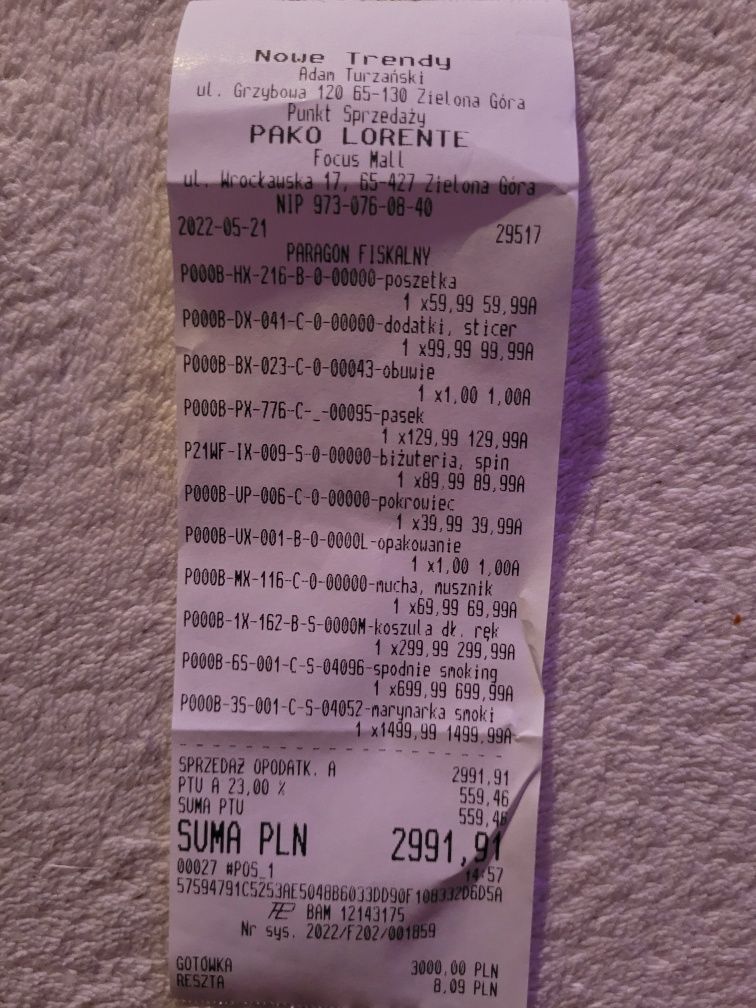 Nowe Trendy
Adam Turzański
ul. Grzybowa 120 65-130 Zielona Góra
Punkt Sprzedaży
PAKO LORENTE
Focus Mall
ul. Wrocławska 17, 65-427 Zielona Góra
NIP 973-076-08-40
2022-05-21 29517
PARAGON FISKALNY
P000B-HX-216-B-0-00000-poszetka
1 x59,99 59,99A
P000B-DX-041-C-0-00000-dodatki, sticer
1 x99,99 99,99A
P000B-BX-023-C-0-00043-obuwie
1 x1,00 1,00A
P000B-PX-776-C-_-00095-pasek
1 x129,99 129,99A
P21WF-IX-009-S-0-00000-biżuteria, spin
1 x89,99 89,99A
P000B-UP-006-C-0-00000-pokrowiec
1 x39,99 39,99A
P000B-UX-001-B-0-0000L-opakowanie
1 x1,00 1,00A
P000B-MX-116-C-0-00000-mucha, musznik
1 x69,99 69,99A
P000B-1X-162-B-S-0000M-koszula dł. ręk
1 x299,99 299,99A
P000B-6S-001-C-S-04096-spodnie smoking
1 x699,99 699,99A
P000B-3S-001-C-S-04052-marynarka smoki
1 x1499,99 1499,99A
SPRZEDAŻ OPODATK. A 2991,91
PTU A 23,00 % 559,46
SUMA PTU 559,46
SUMA PLN 2991,91
00027 #POS_1 14:57
57594791C5253AE5048B6033DD90F108332D6D5A
BAM 12143175
Nr sys. 2022/F202/001859
GOTÓWKA 3000,00 PLN
RESZTA 8,09 PLN